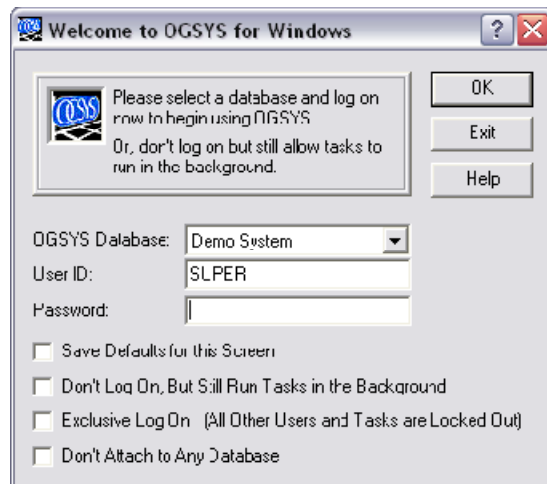 Welcome to OGSYS for Windows
OGSYS
Please select a database and log on
now to begin using OGSYS
Or, don't log on but still allow tasks to
run in the background.
OK
Exit
Help
OGSYS Database: Demo System
User ID: SLPER
Password:
Save Defaults for this Screen
Don't Log On, But Still Run Tasks in the Background
Exclusive Log On (All Other Users and Tasks are Locked Out)
Don't Attach to Any Database